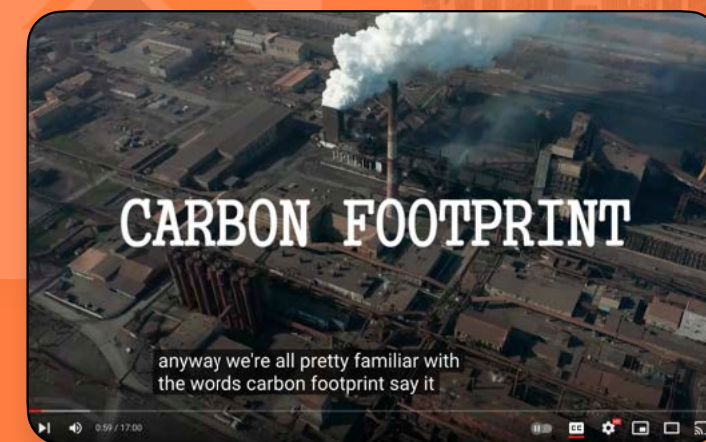 CARBON FOOTPRINT
anyway we're all pretty familiar with
the words carbon footprint say it
0:59 / 17:00
CC